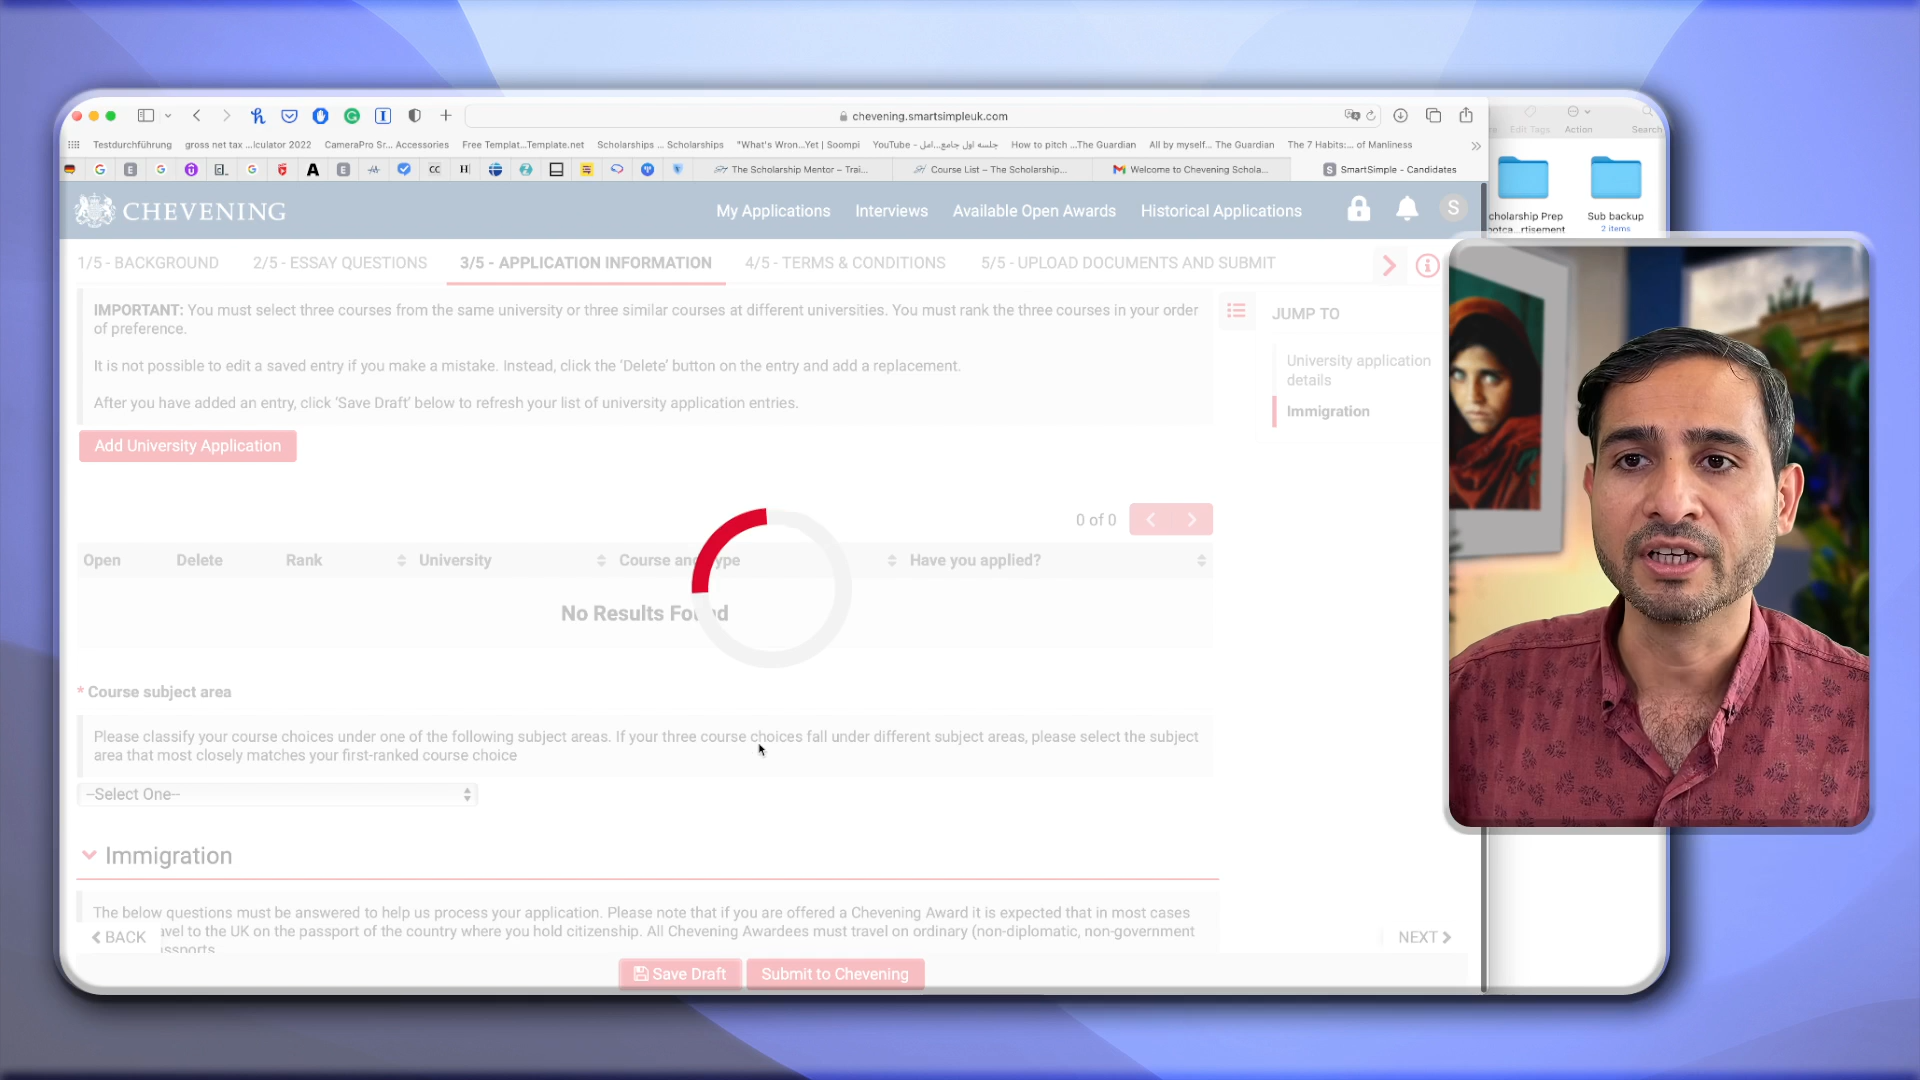 chevening.smartsimpleuk.com
Edit Tags Action Search
Testdurchführung gross net tax ...lculator 2022 CameraPro Sr... Accessories Free Templat...Template.net Scholarships ... Scholarships "What's Wron...Yet | Soompi YouTube - جلسه اول جامع...امل How to pitch ...The Guardian All by myself... The Guardian The 7 Habits:... of Manliness
The Scholarship Mentor – Trai... Course List – The Scholarship... Welcome to Chevening Schola... SmartSimple - Candidates
CHEVENING
My Applications Interviews Available Open Awards Historical Applications S
cholarship Prep Sub backup
2 items
1/5 - BACKGROUND 2/5 - ESSAY QUESTIONS 3/5 - APPLICATION INFORMATION 4/5 - TERMS & CONDITIONS 5/5 - UPLOAD DOCUMENTS AND SUBMIT
IMPORTANT: You must select three courses from the same university or three similar courses at different universities. You must rank the three courses in your order
of preference.
It is not possible to edit a saved entry if you make a mistake. Instead, click the 'Delete' button on the entry and add a replacement.
After you have added an entry, click 'Save Draft' below to refresh your list of university application entries.
JUMP TO
University application
details
Immigration
Add University Application
0 of 0
Open Delete Rank University Course and type Have you applied?
No Results Found
* Course subject area
Please classify your course choices under one of the following subject areas. If your three course choices fall under different subject areas, please select the subject
area that most closely matches your first-ranked course choice
--Select One--
Immigration
The below questions must be answered to help us process your application. Please note that if you are offered a Chevening Award it is expected that in most cases
BACK avel to the UK on the passport of the country where you hold citizenship. All Chevening Awardees must travel on ordinary (non-diplomatic, non-government
NEXT
Save Draft Submit to Chevening